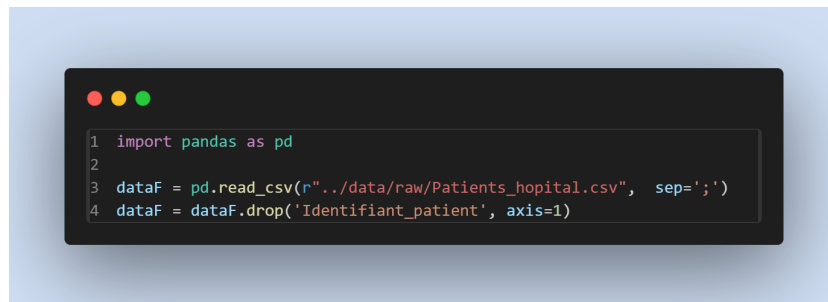 1 import pandas as pd
2
3 dataF = pd.read_csv(r"../data/raw/Patients_hopital.csv",  sep=';')
4 dataF = dataF.drop('Identifiant_patient', axis=1)